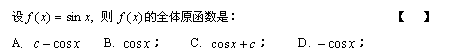 设 f(x) = sin x, 则 f(x)的全体原函数是： 【 】
A. c − cos x B. cos x； C. cos x + c； D. − cos x；